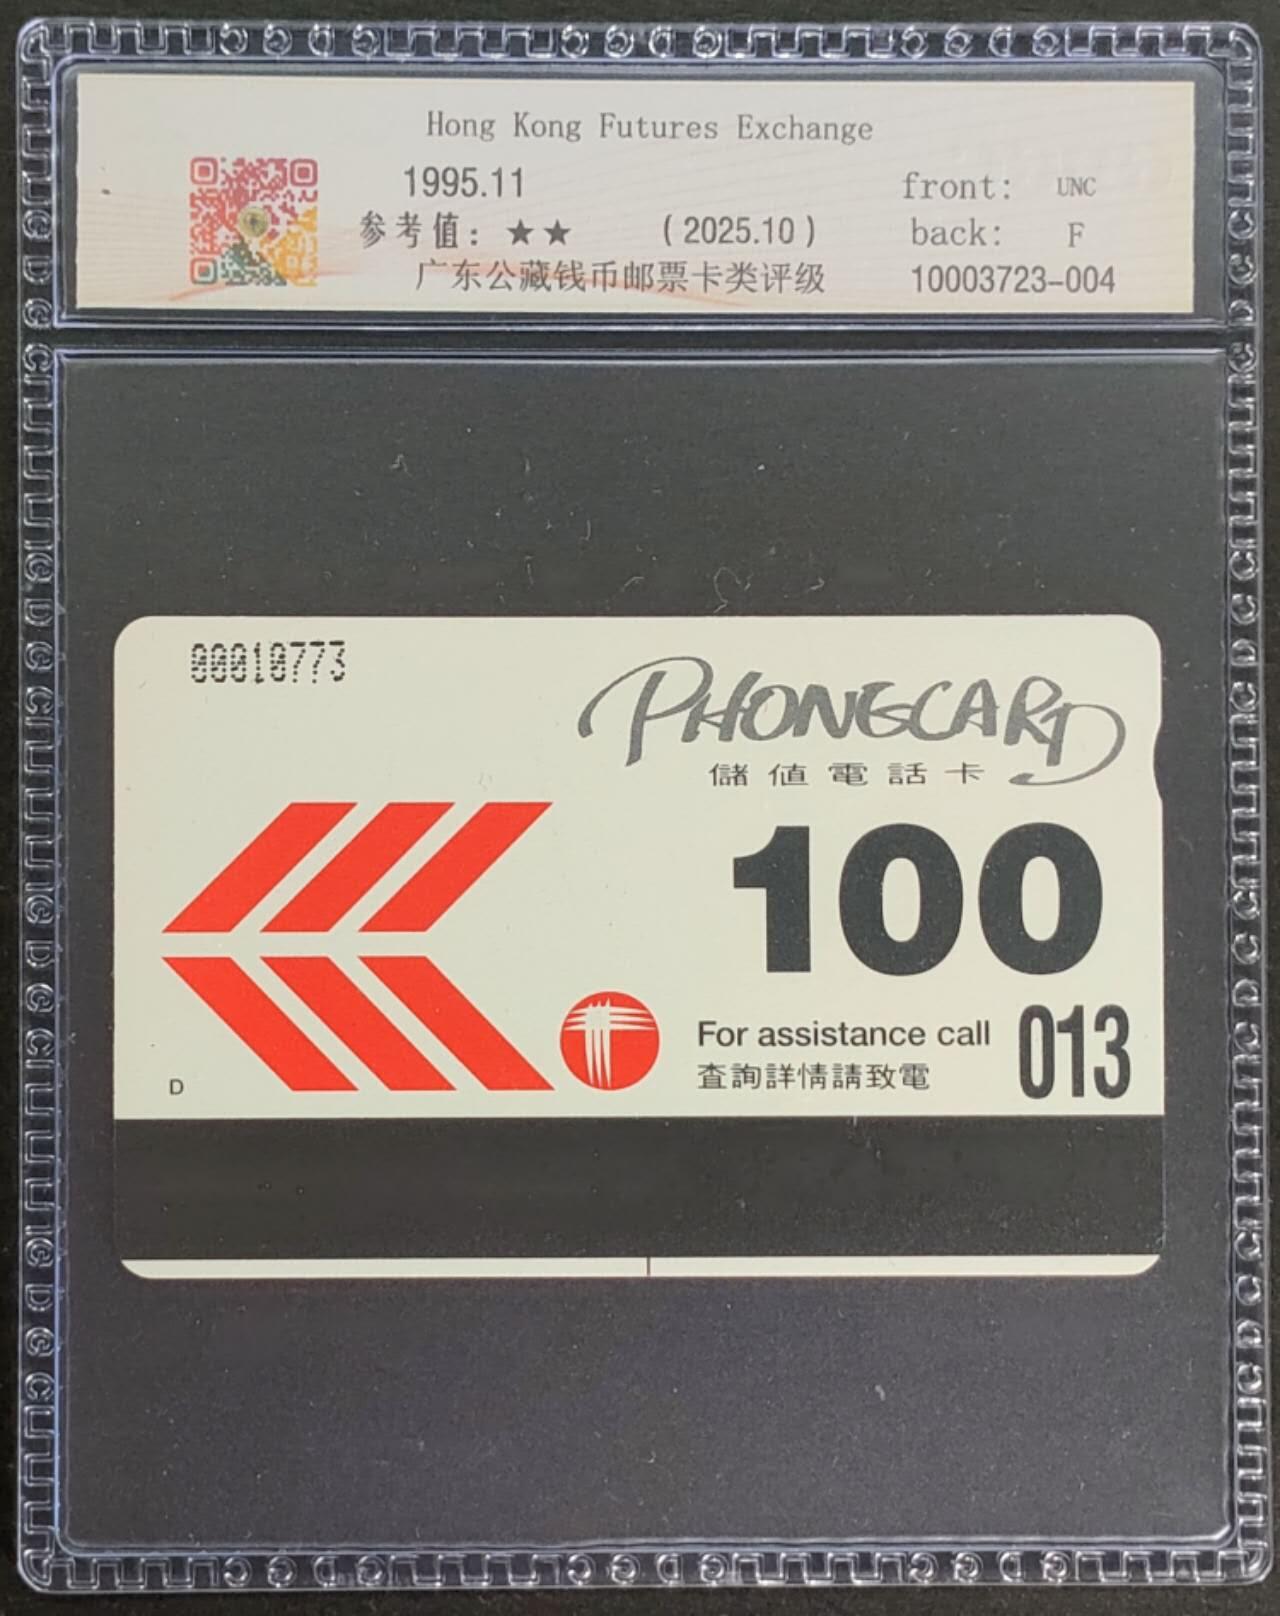 Hong Kong Futures Exchange
1995.11
front: UNC
参考值：★★ （2025.10）
back: F
广东公藏钱币邮票卡类评级
10003723-004
00010773
PHONECARD
儲值電話卡
100
For assistance call 013
查詢詳情請致電
D